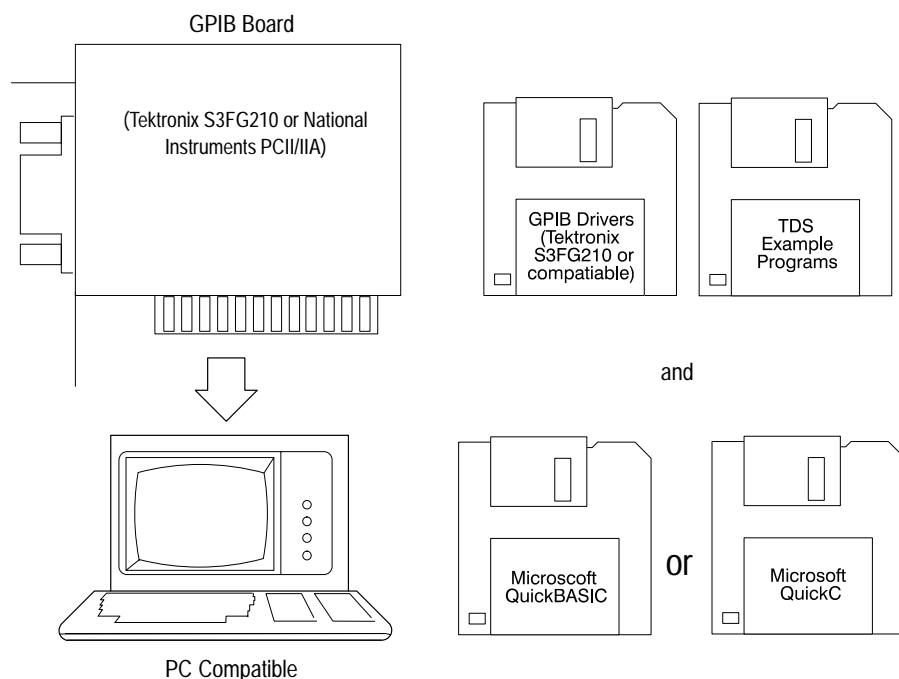 GPIB Board
(Tektronix S3FG210 or National
Instruments PCII/IIA)
GPIB Drivers
(Tektronix
S3FG210 or
compatiable)
TDS
Example
Programs
and
Microscoft
QuickBASIC
or
Microsoft
QuickC
PC Compatible